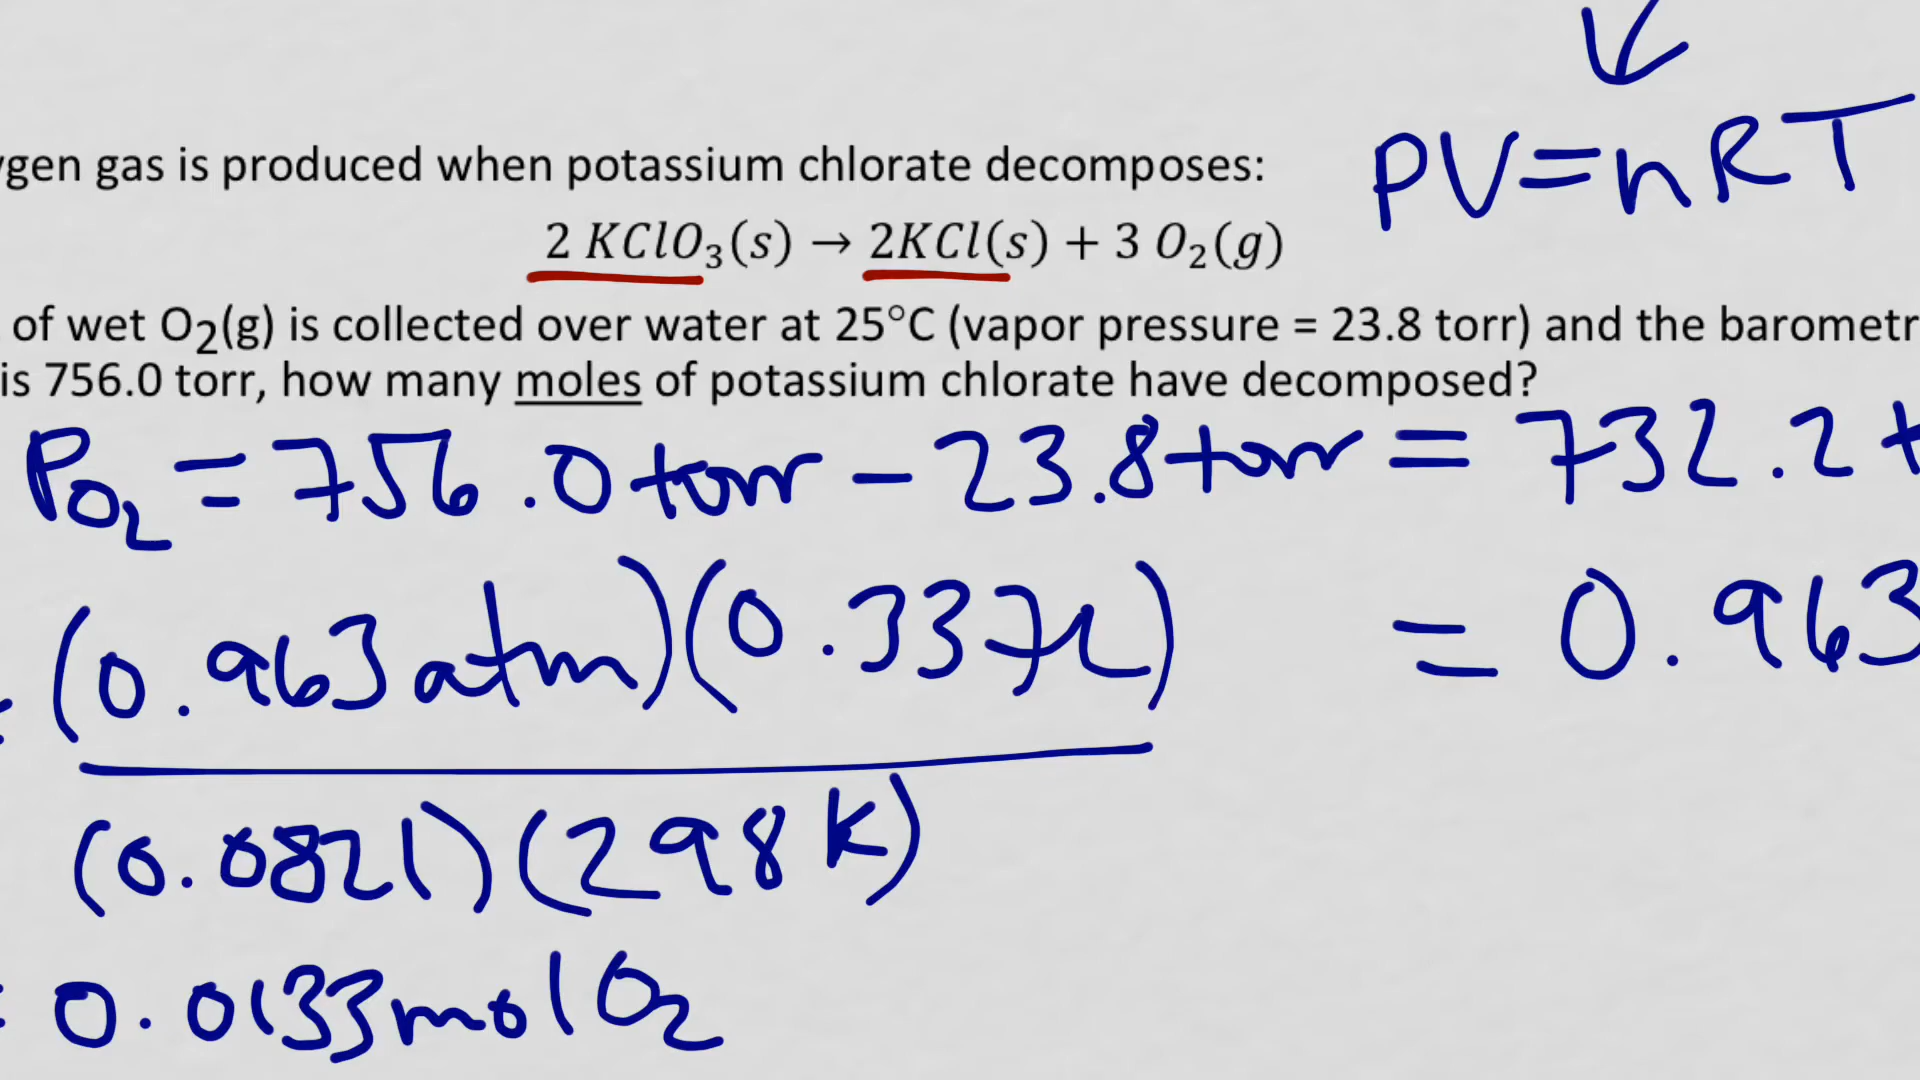 PV=nRT
ygen gas is produced when potassium chlorate decomposes:
2 KClO₃(s) → 2KCl(s) + 3 O₂(g)
of wet O₂(g) is collected over water at 25°C (vapor pressure = 23.8 torr) and the barometr
is 756.0 torr, how many moles of potassium chlorate have decomposed?
P_O₂ = 756.0 torr - 23.8 torr = 732.2 t
= (0.963 atm)(0.337L) = 0.963
(0.0821)(298K)
= 0.0133 mol O₂